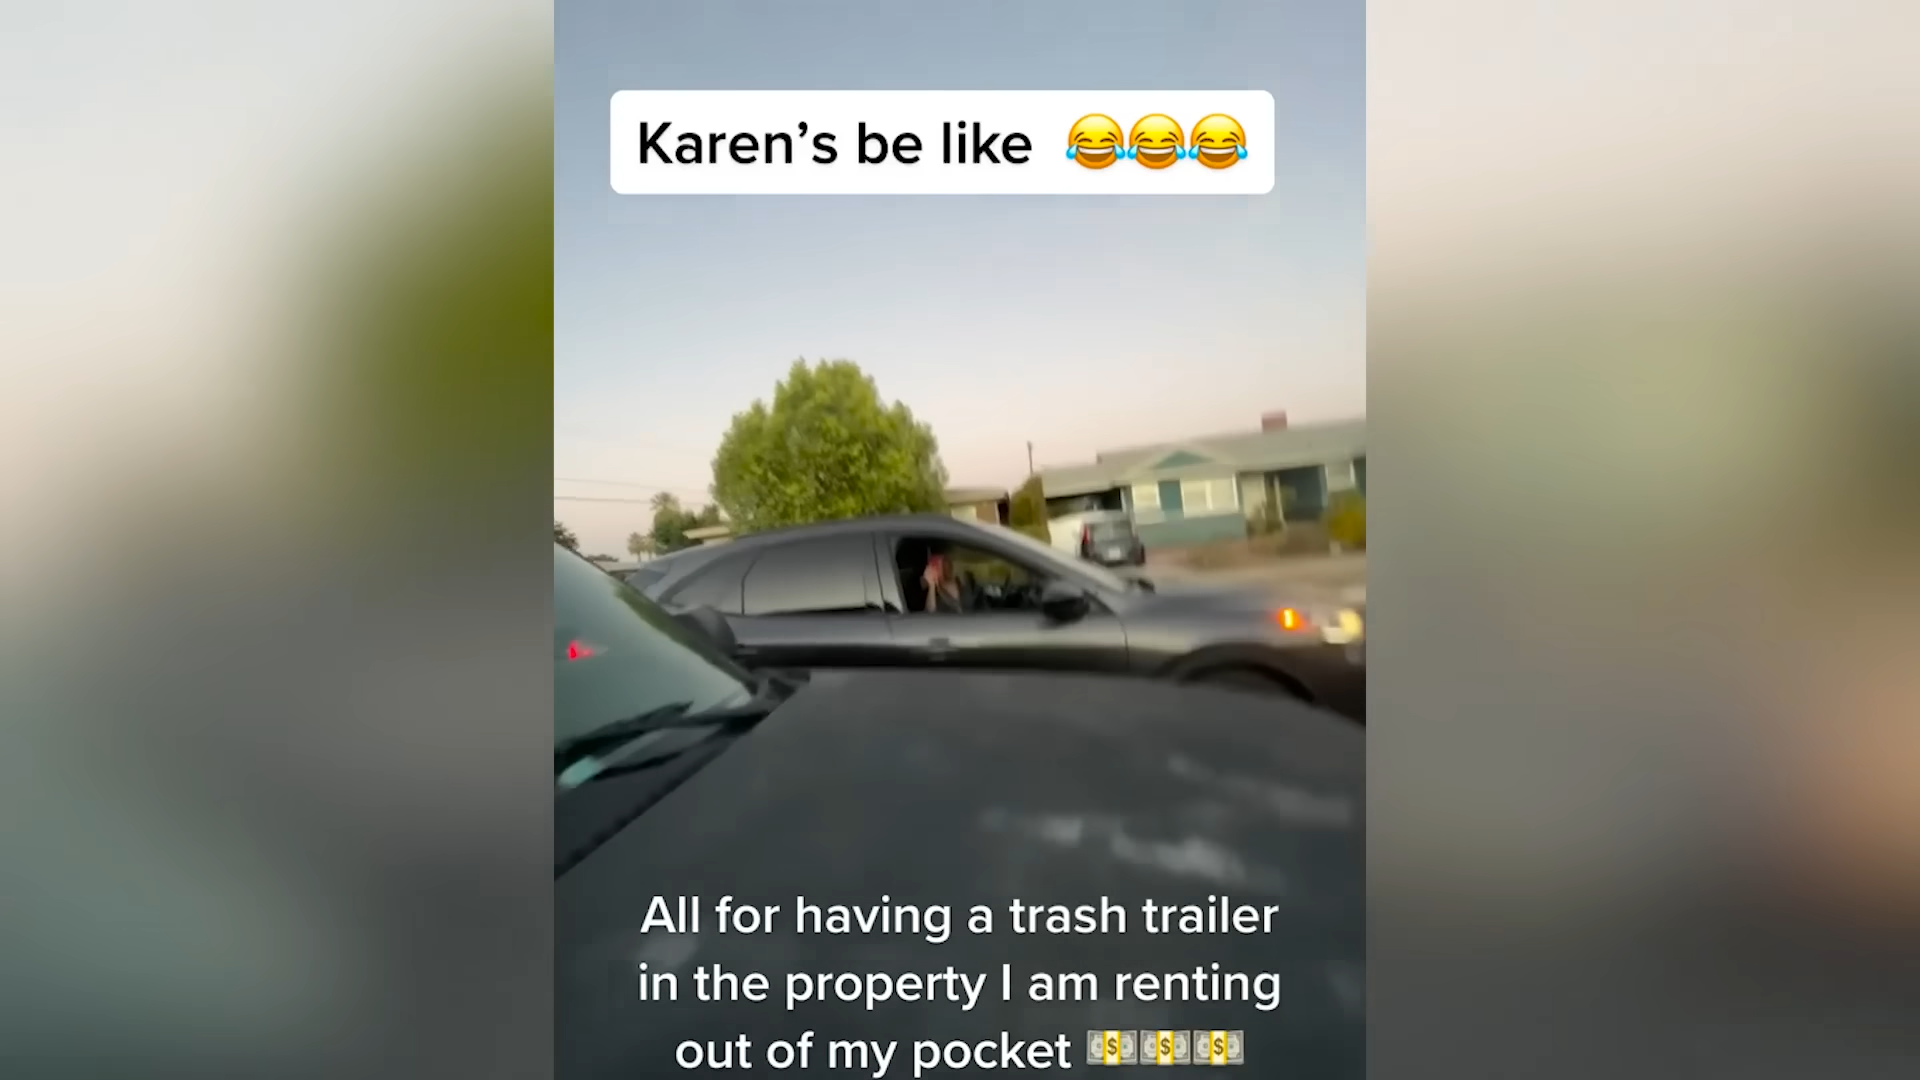 Karen’s be like 😂😂😂
All for having a trash trailer
in the property I am renting
out of my pocket 💵💵💵